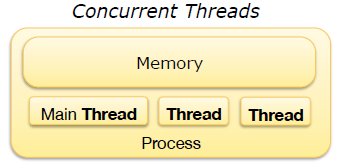 Concurrent Threads
Memory
Main Thread Thread Thread
Process